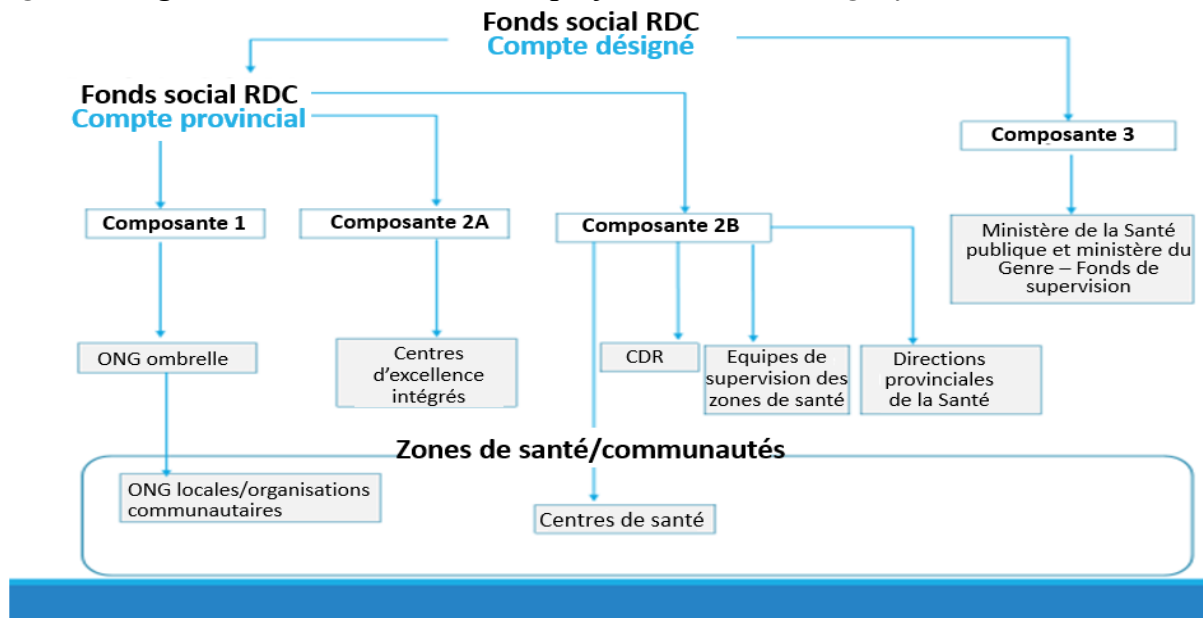 Fonds social RDC
Compte désigné
Fonds social RDC
Compte provincial
Composante 3
Composante 1
Composante 2A
Composante 2B
Ministère de la Santé
publique et ministère du
Genre – Fonds de
supervision
ONG ombrelle
Centres
d’excellence
intégrés
CDR
Equipes de
supervision des
zones de santé
Directions
provinciales
de la Santé
Zones de santé/communautés
ONG locales/organisations
communautaires
Centres de santé